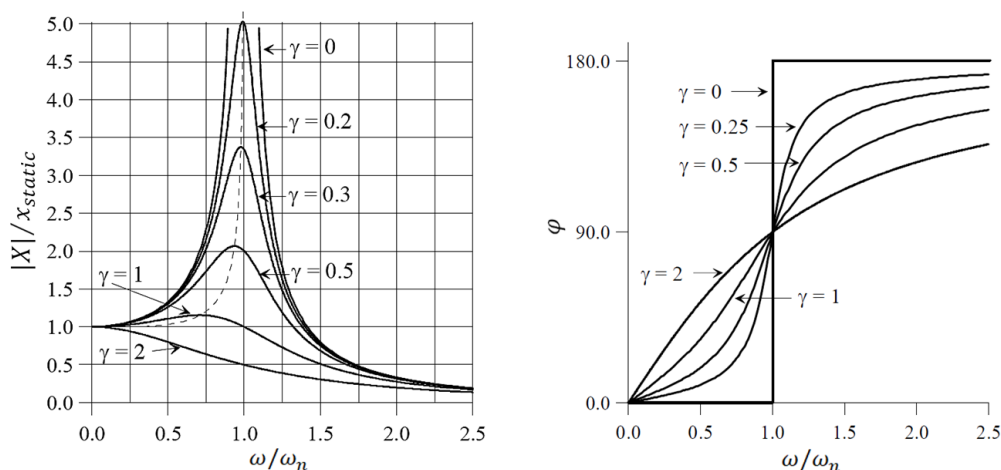 |X|/x_static
5.0
4.5
4.0
3.5
3.0
2.5
2.0
1.5
1.0
0.5
0.0
γ = 0
γ = 0.2
γ = 0.3
γ = 0.5
γ = 1
γ = 2
0.0 0.5 1.0 1.5 2.0 2.5
ω/ω_n
φ
180.0
90.0
0.0
γ = 0
γ = 0.25
γ = 0.5
γ = 2
γ = 1
0.0 0.5 1.0 1.5 2.0 2.5
ω/ω_n